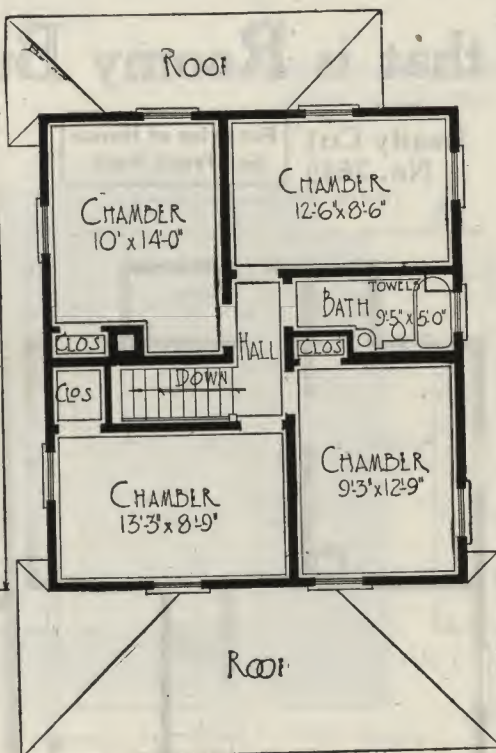 ROOF
CHAMBER
10' x 14'-0"
CHAMBER
12'-6" x 8'-6"
TOWELS
BATH
9'-5" x 5'-0"
HALL
CLOS
CLOS
CLOS
DOWN
CHAMBER
13'-3" x 8'-9"
CHAMBER
9'-3" x 12'-9"
ROOF